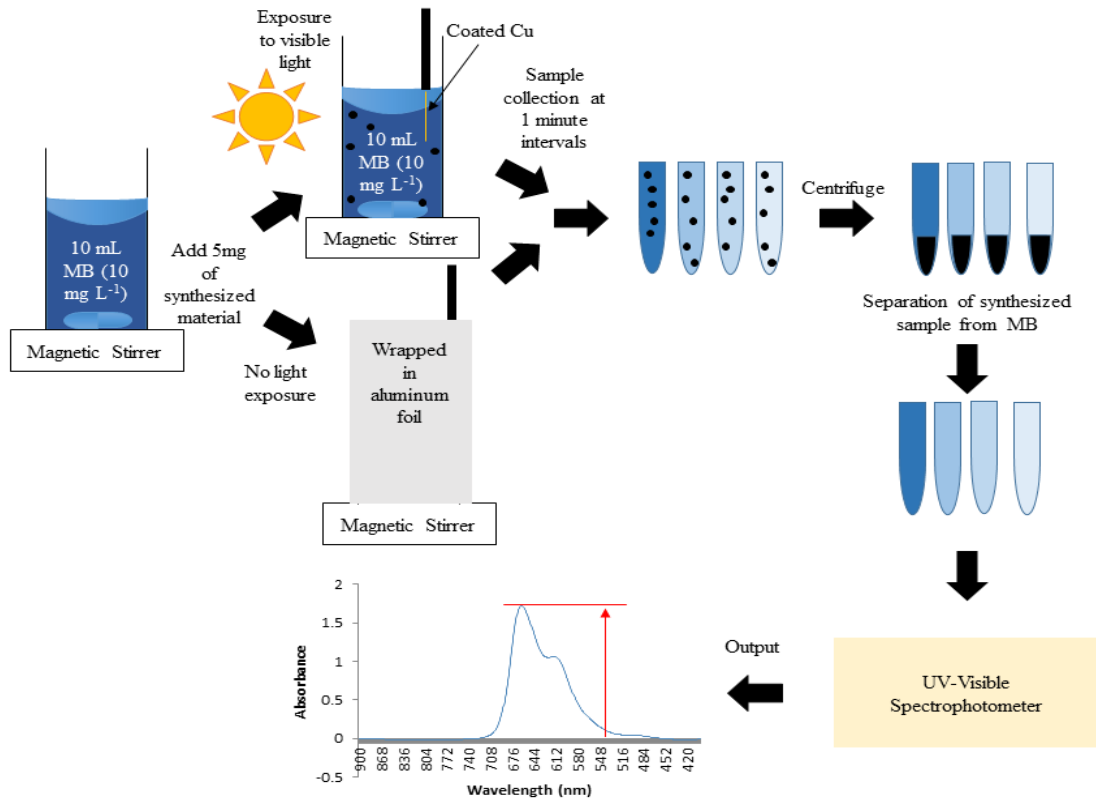 10 mL
MB (10
mg L-1)
Magnetic Stirrer
Add 5mg
of
synthesized
material
Exposure
to visible
light
Coated Cu
10 mL
MB (10
mg L-1)
Magnetic Stirrer
No light
exposure
Wrapped
in
aluminum
foil
Magnetic Stirrer
Sample
collection at
1 minute
intervals
Centrifuge
Separation of synthesized
sample from MB
UV-Visible
Spectrophotometer
Output
Absorbance
2
1.5
1
0.5
0
-0.5
900 868 836 804 772 740 708 676 644 612 580 548 516 484 452 420
Wavelength (nm)